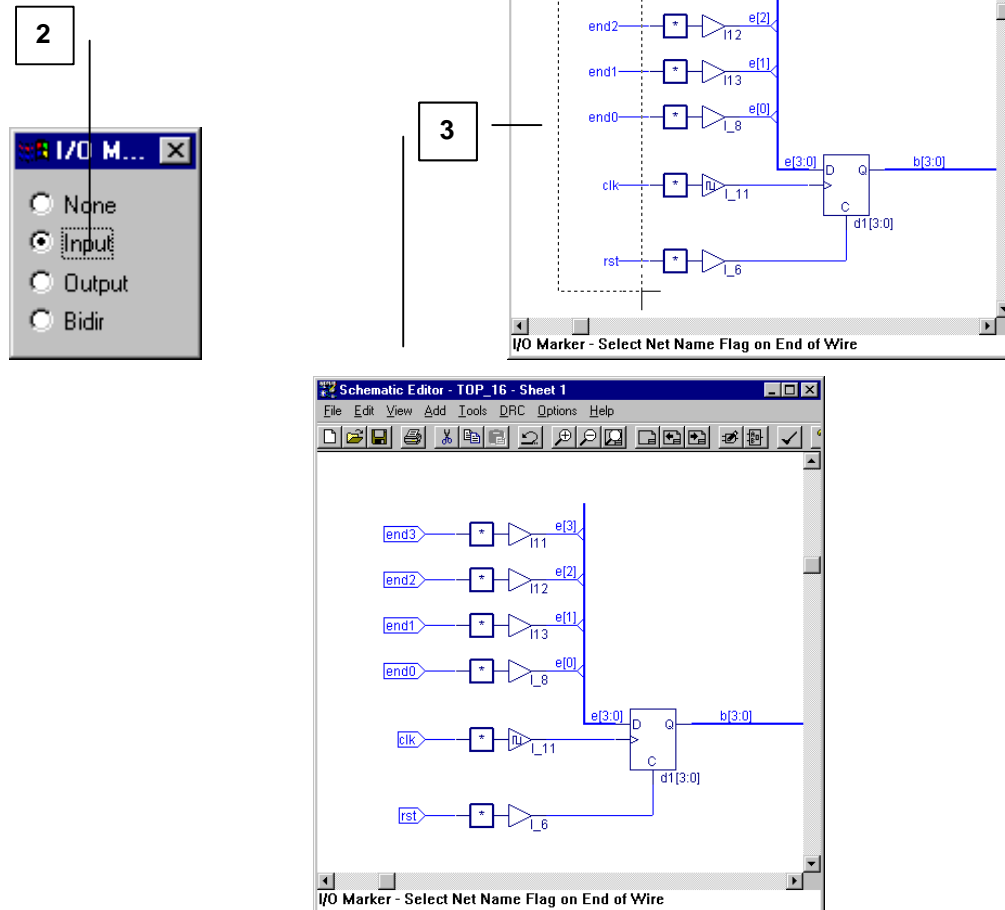 2
I/O M...
None
Input
Output
Bidir
3
end2 * I12 e[2]
end1 * I13 e[1]
end0 * I_8 e[0]
e[3:0] D Q b[3:0]
clk * I_11
C
d1[3:0]
rst * I_6
I/O Marker - Select Net Name Flag on End of Wire
Schematic Editor - TOP_16 - Sheet 1
File Edit View Add Tools DRC Options Help
end3 * I11 e[3]
end2 * I12 e[2]
end1 * I13 e[1]
end0 * I_8 e[0]
e[3:0] D Q b[3:0]
clk * I_11
C
d1[3:0]
rst * I_6
I/O Marker - Select Net Name Flag on End of Wire